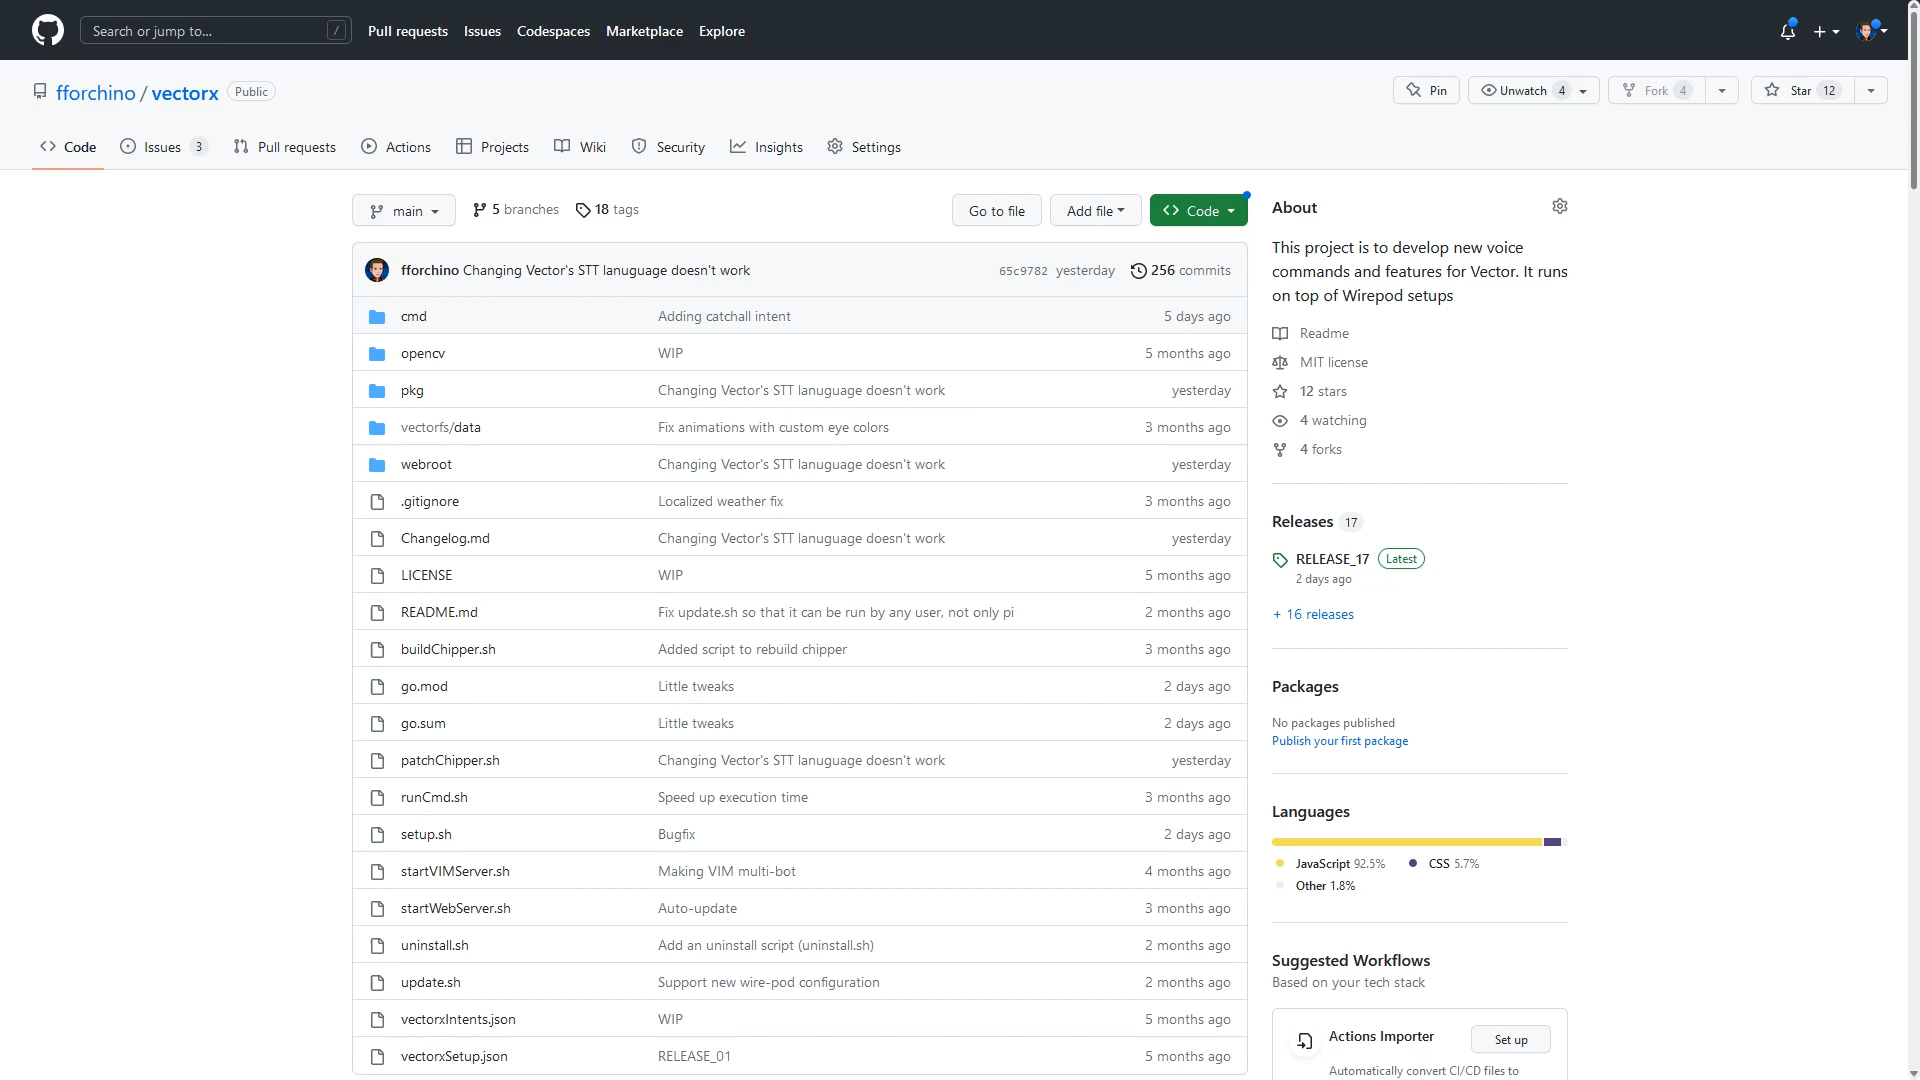 Search or jump to... /
Pull requests Issues Codespaces Marketplace Explore
fforchino / vectorx Public
Pin Unwatch 4 Fork 4 Star 12
Code Issues 3 Pull requests Actions Projects Wiki Security Insights Settings
main 5 branches 18 tags Go to file Add file Code
fforchino Changing Vector's STT lanuguage doesn't work 65c9782 yesterday 256 commits
cmd Adding catchall intent 5 days ago
opencv WIP 5 months ago
pkg Changing Vector's STT lanuguage doesn't work yesterday
vectorfs/data Fix animations with custom eye colors 3 months ago
webroot Changing Vector's STT lanuguage doesn't work yesterday
.gitignore Localized weather fix 3 months ago
Changelog.md Changing Vector's STT lanuguage doesn't work yesterday
LICENSE WIP 5 months ago
README.md Fix update.sh so that it can be run by any user, not only pi 2 months ago
buildChipper.sh Added script to rebuild chipper 3 months ago
go.mod Little tweaks 2 days ago
go.sum Little tweaks 2 days ago
patchChipper.sh Changing Vector's STT lanuguage doesn't work yesterday
runCmd.sh Speed up execution time 3 months ago
setup.sh Bugfix 2 days ago
startVIMServer.sh Making VIM multi-bot 4 months ago
startWebServer.sh Auto-update 3 months ago
uninstall.sh Add an uninstall script (uninstall.sh) 2 months ago
update.sh Support new wire-pod configuration 2 months ago
vectorxIntents.json WIP 5 months ago
vectorxSetup.json RELEASE_01 5 months ago
About
This project is to develop new voice
commands and features for Vector. It runs
on top of Wirepod setups
Readme
MIT license
12 stars
4 watching
4 forks
Releases 17
RELEASE_17 Latest
2 days ago
+ 16 releases
Packages
No packages published
Publish your first package
Languages
JavaScript 92.5% CSS 5.7%
Other 1.8%
Suggested Workflows
Based on your tech stack
Actions Importer Set up
Automatically convert CI/CD files to